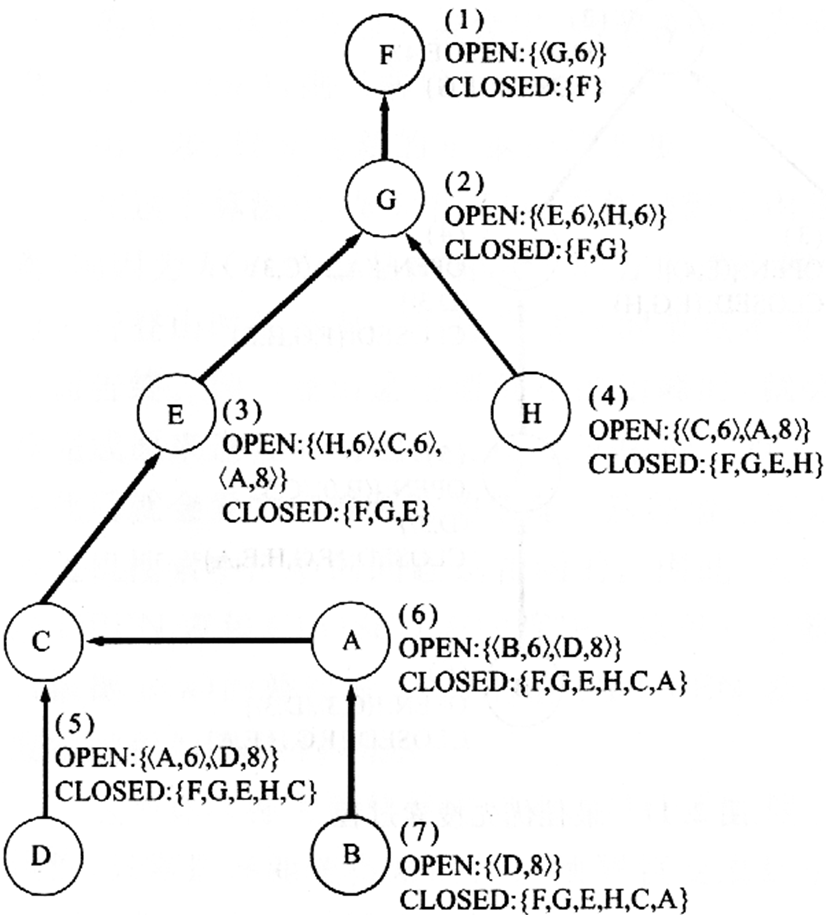 F
(1)
OPEN:{⟨G,6⟩}
CLOSED:{F}
G
(2)
OPEN:{⟨E,6⟩,⟨H,6⟩}
CLOSED:{F,G}
E
(3)
OPEN:{⟨H,6⟩,⟨C,6⟩,
⟨A,8⟩}
CLOSED:{F,G,E}
H
(4)
OPEN:{⟨C,6⟩,⟨A,8⟩}
CLOSED:{F,G,E,H}
C
(5)
OPEN:{⟨A,6⟩,⟨D,8⟩}
CLOSED:{F,G,E,H,C}
A
(6)
OPEN:{⟨B,6⟩,⟨D,8⟩}
CLOSED:{F,G,E,H,C,A}
D
B
(7)
OPEN:{⟨D,8⟩}
CLOSED:{F,G,E,H,C,A}